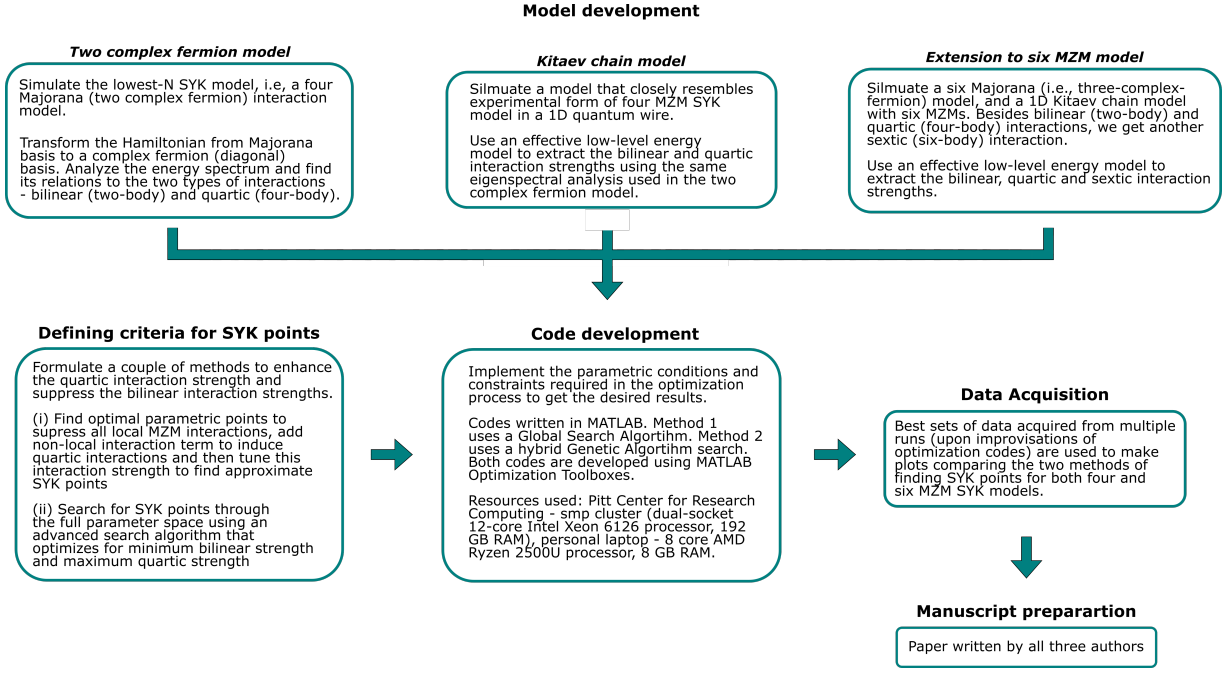 Model development
Two complex fermion model
Simulate the lowest-N SYK model, i.e, a four
Majorana (two complex fermion) interaction
model.
Transform the Hamiltonian from Majorana
basis to a complex fermion (diagonal)
basis. Analyze the energy spectrum and find
its relations to the two types of interactions
- bilinear (two-body) and quartic (four-body).
Kitaev chain model
Silmuate a model that closely resembles
experimental form of four MZM SYK
model in a 1D quantum wire.
Use an effective low-level energy
model to extract the bilinear and quartic
interaction strengths using the same
eigenspectral analysis used in the two
complex fermion model.
Extension to six MZM model
Silmuate a six Majorana (i.e., three-complex-
fermion) model, and a 1D Kitaev chain model
with six MZMs. Besides bilinear (two-body) and
quartic (four-body) interactions, we get another
sextic (six-body) interaction.
Use an effective low-level energy model to
extract the bilinear, quartic and sextic interaction
strengths.
Defining criteria for SYK points
Formulate a couple of methods to enhance
the quartic interaction strength and
suppress the bilinear interaction strengths.
(i) Find optimal parametric points to
supress all local MZM interactions, add
non-local interaction term to induce
quartic interactions and then tune this
interaction strength to find approximate
SYK points
(ii) Search for SYK points through
the full parameter space using an
advanced search algorithm that
optimizes for minimum bilinear strength
and maximum quartic strength
Code development
Implement the parametric conditions and
constraints required in the optimization
process to get the desired results.
Codes written in MATLAB. Method 1
uses a Global Search Algortihm. Method 2
uses a hybrid Genetic Algortihm search.
Both codes are developed using MATLAB
Optimization Toolboxes.
Resources used: Pitt Center for Research
Computing - smp cluster (dual-socket
12-core Intel Xeon 6126 processor, 192
GB RAM), personal laptop - 8 core AMD
Ryzen 2500U processor, 8 GB RAM.
Data Acquisition
Best sets of data acquired from multiple
runs (upon improvisations of
optimization codes) are used to make
plots comparing the two methods of
finding SYK points for both four and
six MZM SYK models.
Manuscript preparartion
Paper written by all three authors